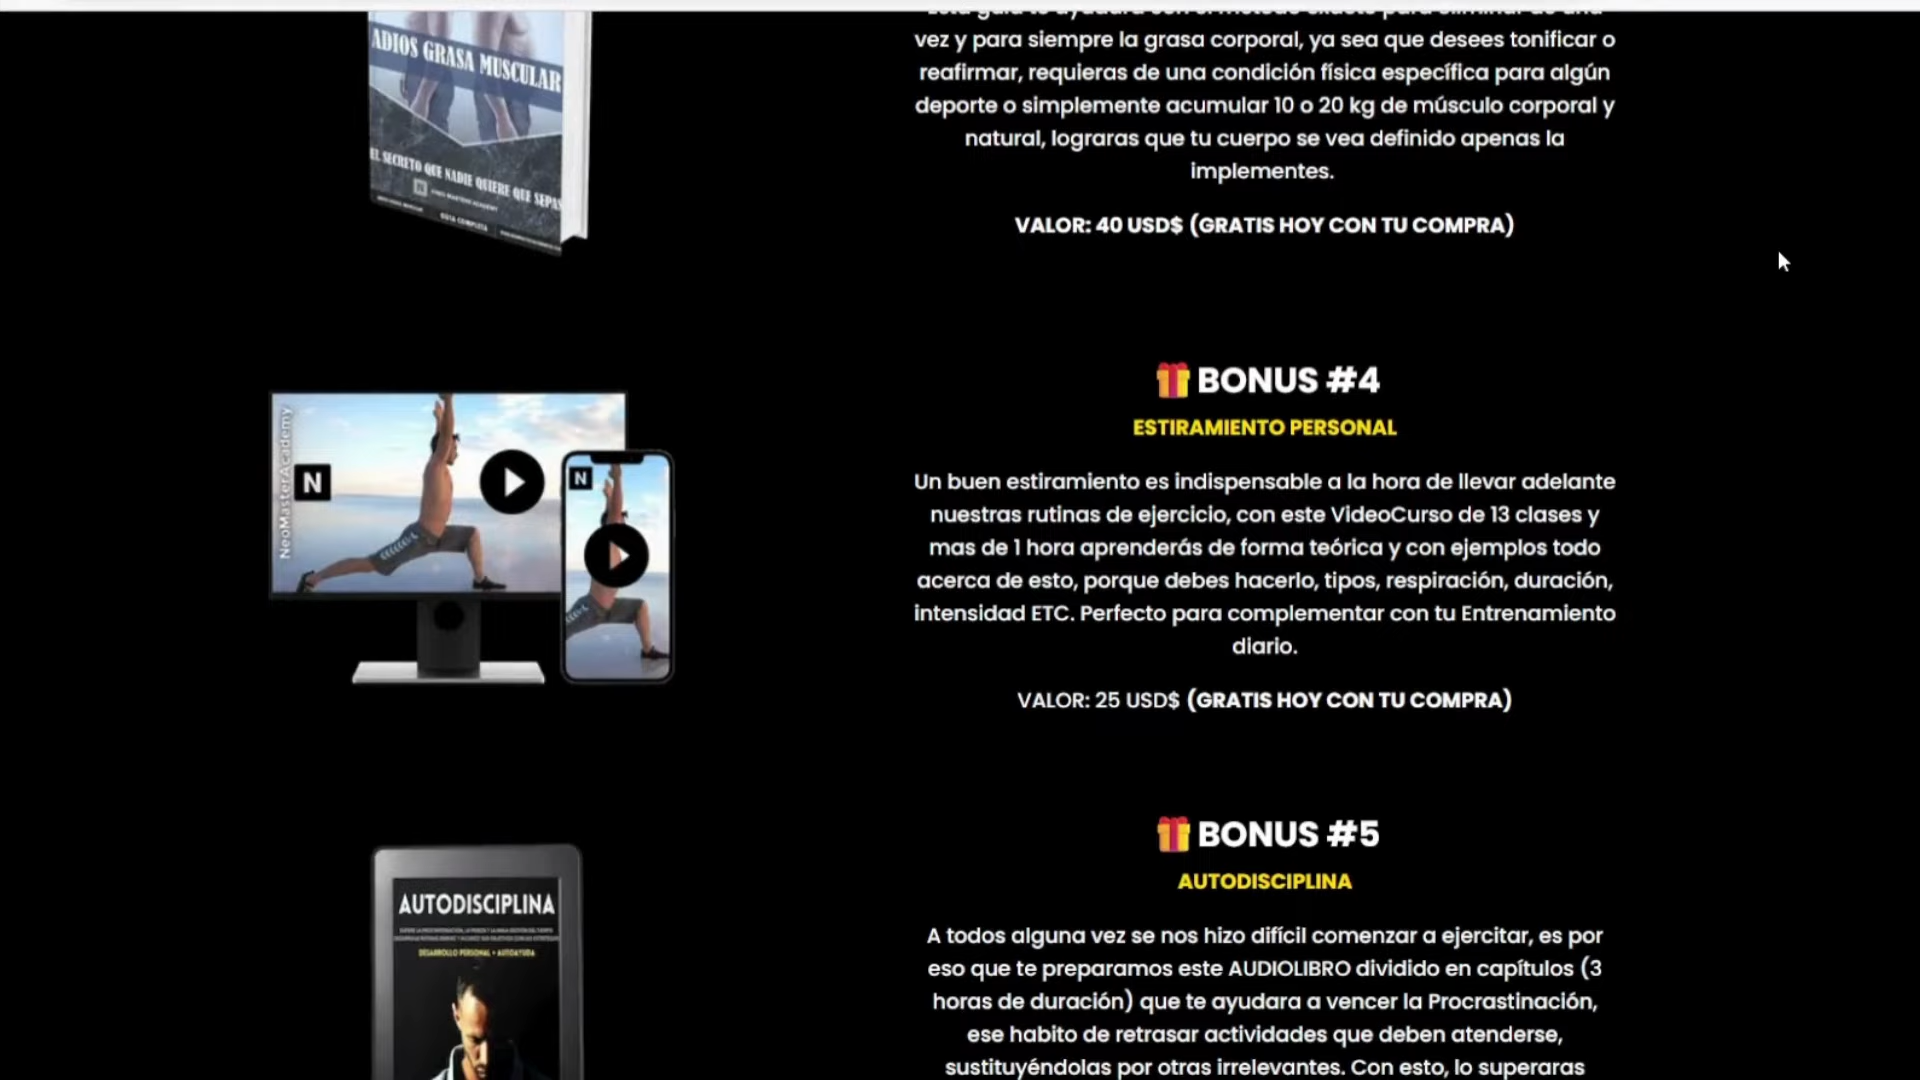 ADIOS GRASA MUSCULAR
EL SECRETO QUE NADIE QUIERE QUE SEPAS
N
GUIA COMPLETA
vez y para siempre la grasa corporal, ya sea que desees tonificar o
reafirmar, requieras de una condición física específica para algún
deporte o simplemente acumular 10 o 20 kg de músculo corporal y
natural, lograras que tu cuerpo se vea definido apenas la
implementes.
VALOR: 40 USD$ (GRATIS HOY CON TU COMPRA)
NeoMasterAcademy
N
N
🎁 BONUS #4
ESTIRAMIENTO PERSONAL
Un buen estiramiento es indispensable a la hora de llevar adelante
nuestras rutinas de ejercicio, con este VideoCurso de 13 clases y
mas de 1 hora aprenderás de forma teórica y con ejemplos todo
acerca de esto, porque debes hacerlo, tipos, respiración, duración,
intensidad ETC. Perfecto para complementar con tu Entrenamiento
diario.
VALOR: 25 USD$ (GRATIS HOY CON TU COMPRA)
AUTODISCIPLINA
DESARROLLO PERSONAL • AUTOAYUDA
🎁 BONUS #5
AUTODISCIPLINA
A todos alguna vez se nos hizo difícil comenzar a ejercitar, es por
eso que te preparamos este AUDIOLIBRO dividido en capítulos (3
horas de duración) que te ayudara a vencer la Procrastinación,
ese habito de retrasar actividades que deben atenderse,
sustituyéndolas por otras irrelevantes. Con esto, lo superaras